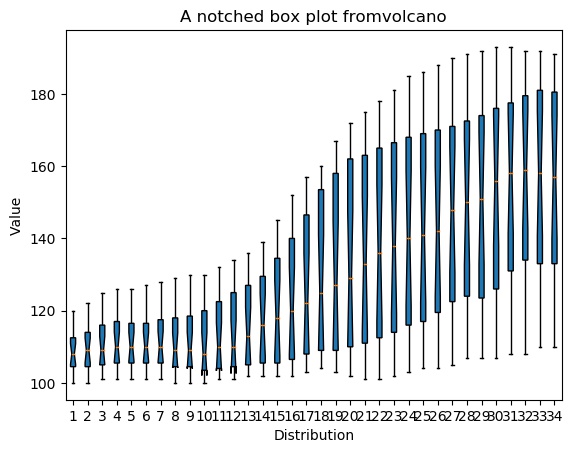 A notched box plot fromvolcano
Value
180
160
140
120
100
1 2 3 4 5 6 7 8 9 10 11 12 13 14 15 16 17 18 19 20 21 22 23 24 25 26 27 28 29 30 31 32 33 34
Distribution